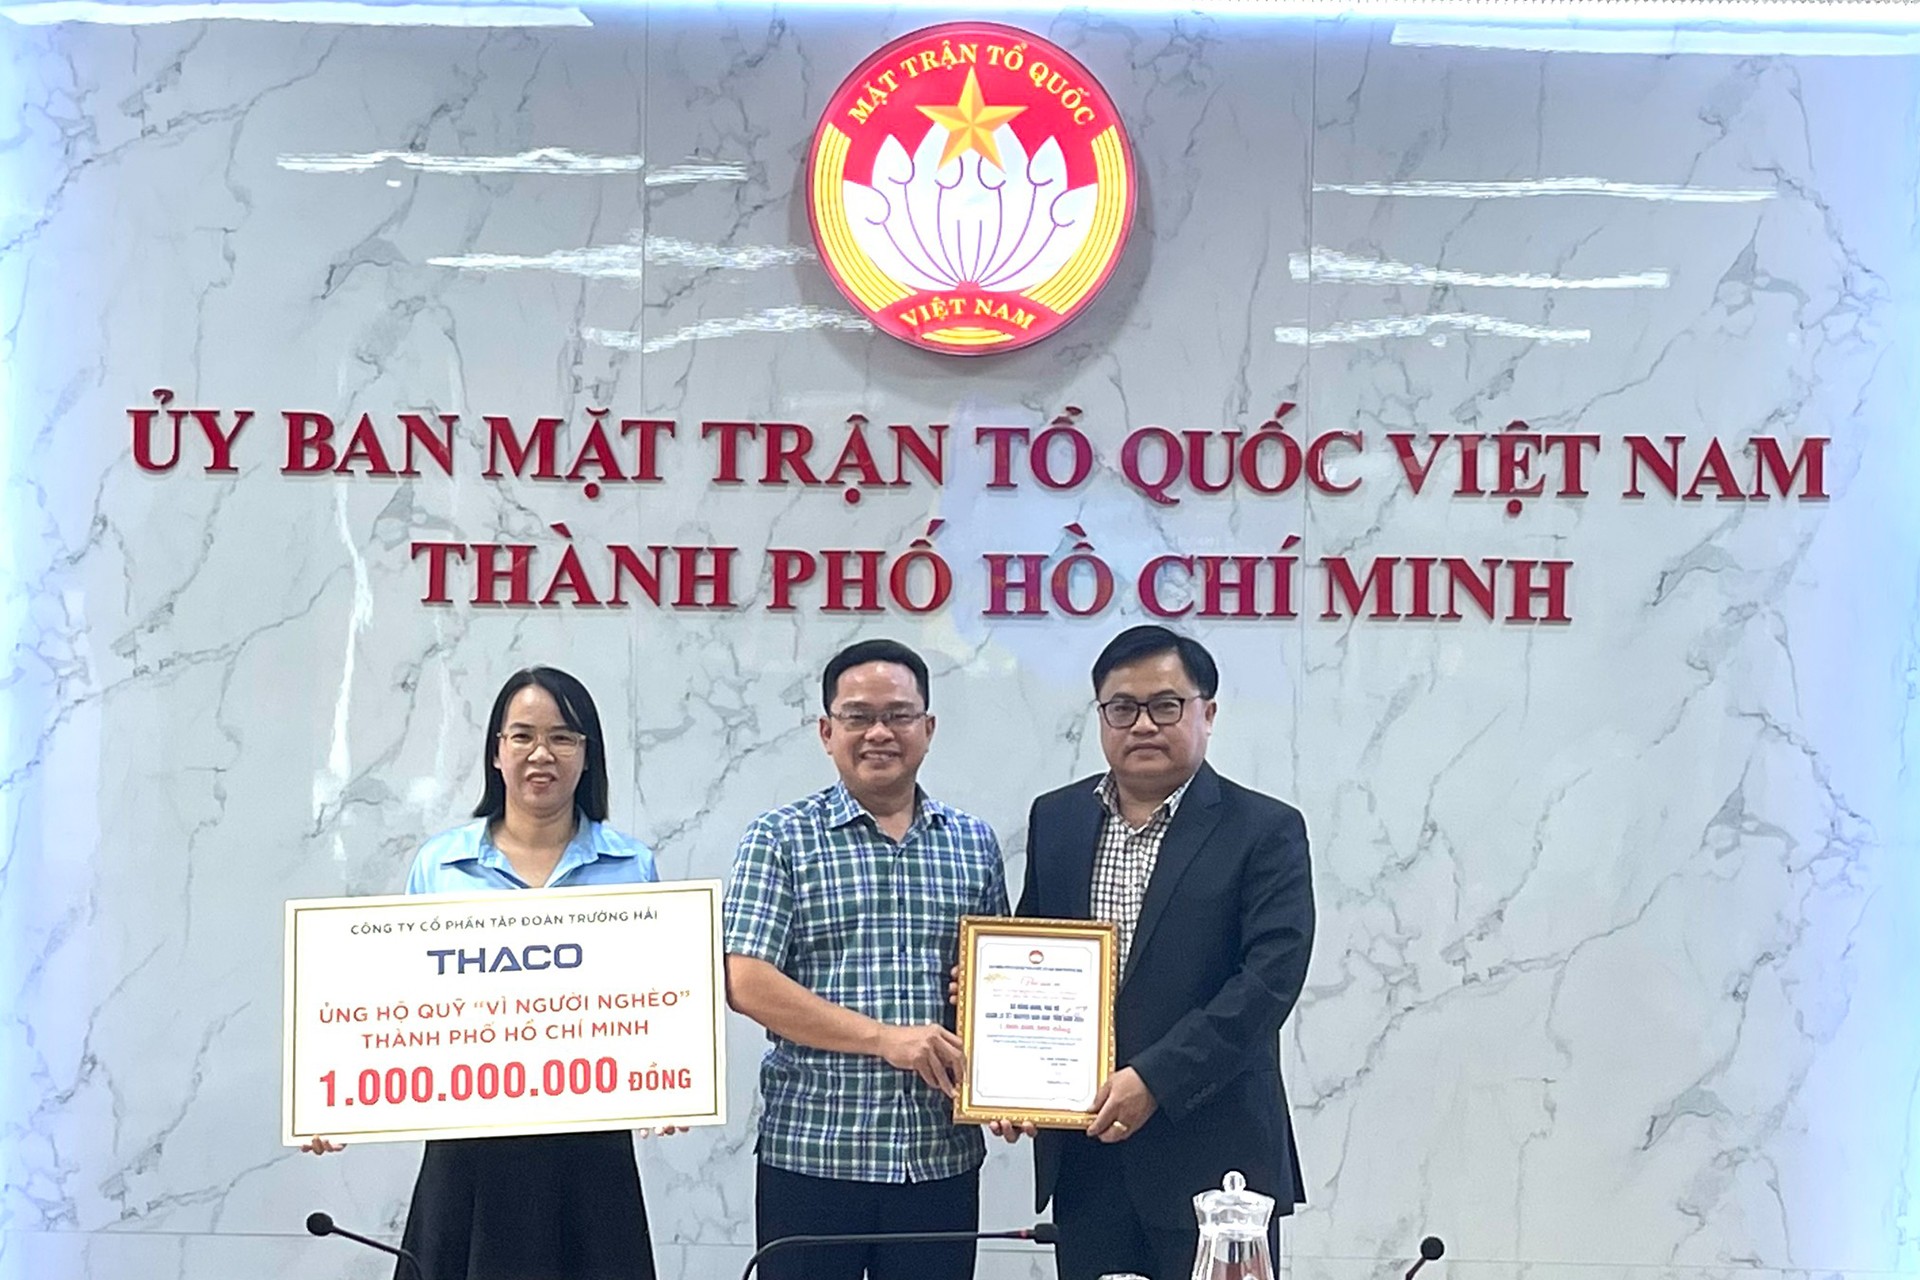 MẶT TRẬN TỔ QUỐC
VIỆT NAM
ỦY BAN MẶT TRẬN TỔ QUỐC VIỆT NAM
THÀNH PHỐ HỒ CHÍ MINH
CÔNG TY CỔ PHẦN TẬP ĐOÀN TRƯỜNG HẢI
THACO
ỦNG HỘ QUỸ "VÌ NGƯỜI NGHÈO"
THÀNH PHỐ HỒ CHÍ MINH
1.000.000.000 ĐỒNG